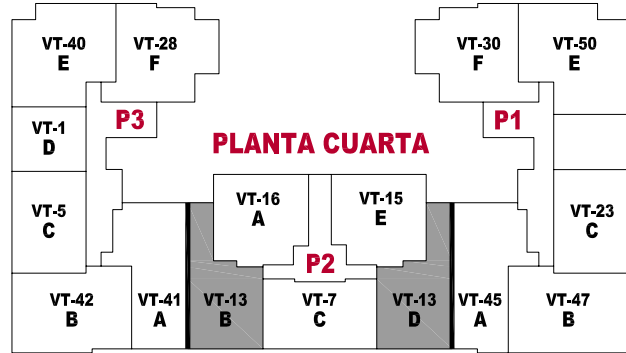 VT-40
E
VT-28
F
VT-30
F
VT-50
E
P3
P1
VT-1
D
PLANTA CUARTA
VT-5
C
VT-16
A
VT-15
E
VT-23
C
P2
VT-42
B
VT-41
A
VT-13
B
VT-7
C
VT-13
D
VT-45
A
VT-47
B